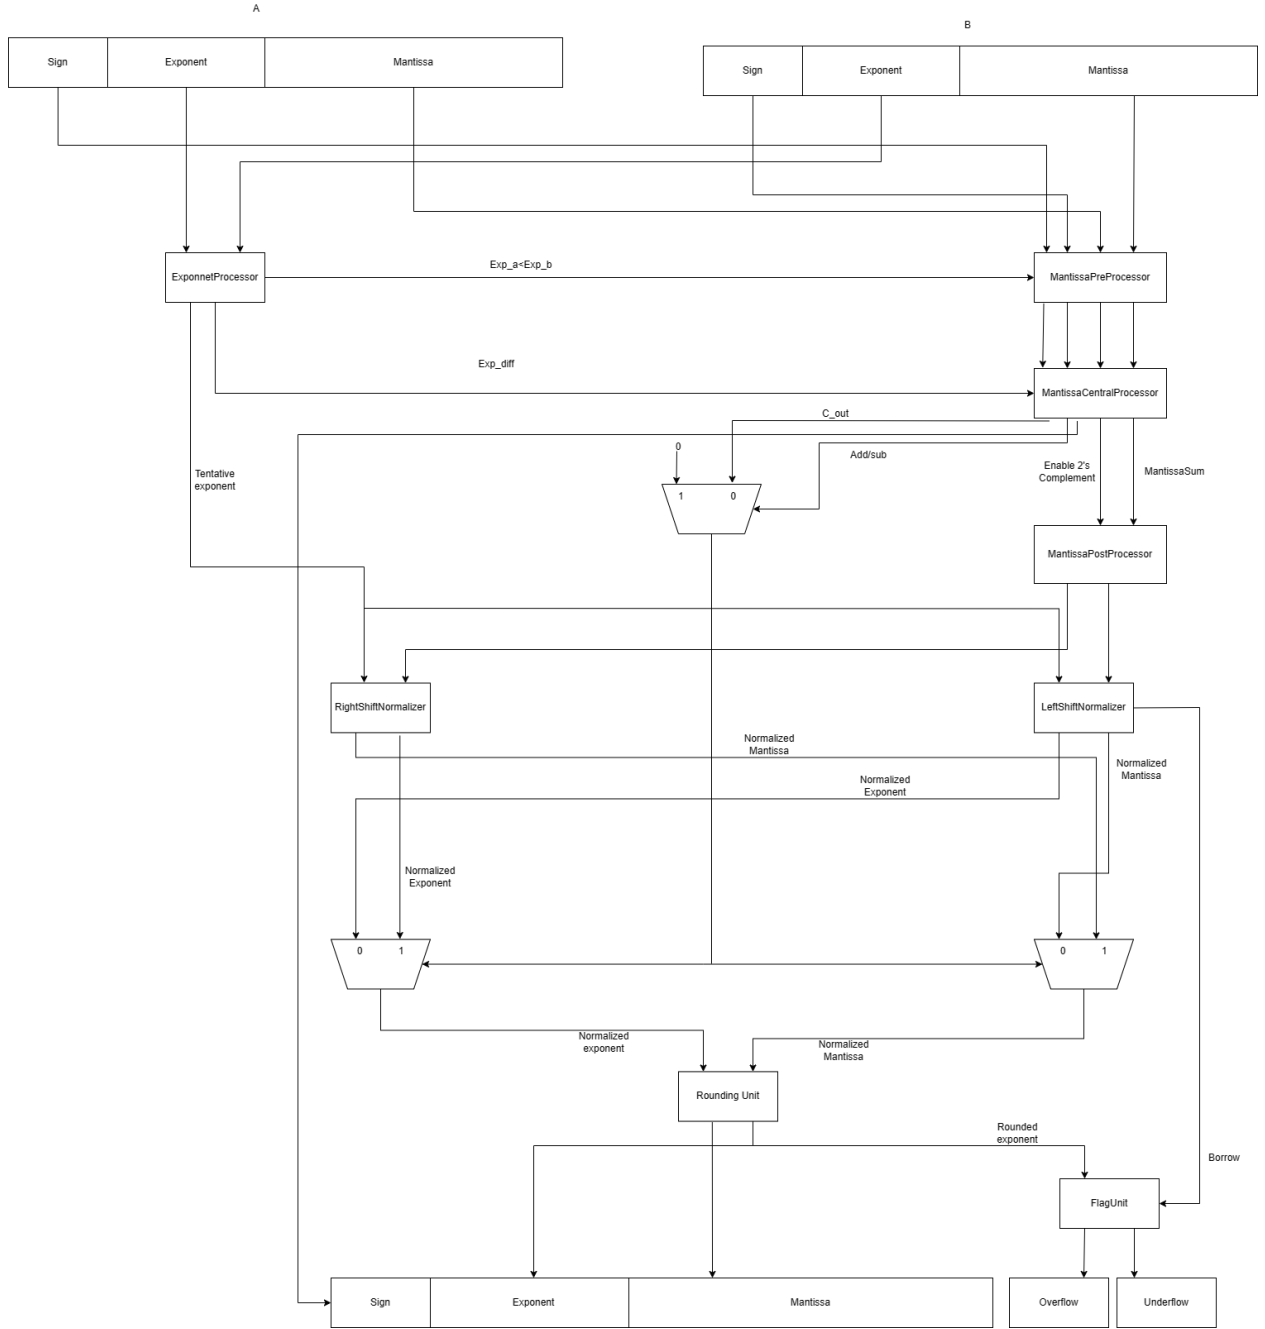 A
B
Sign
Exponent
Mantissa
Sign
Exponent
Mantissa
Exp_a<Exp_b
ExponnetProcessor
MantissaPreProcessor
Exp_diff
MantissaCentralProcessor
C_out
0
Add/sub
Tentative
exponent
Enable 2's
Complement
MantissaSum
1
0
MantissaPostProcessor
RightShiftNormalizer
LeftShiftNormalizer
Normalized
Mantissa
Normalized
Mantissa
Normalized
Exponent
Normalized
Exponent
0
1
0
1
Normalized
exponent
Normalized
Mantissa
Rounding Unit
Rounded
exponent
Borrow
FlagUnit
Sign
Exponent
Mantissa
Overflow
Underflow